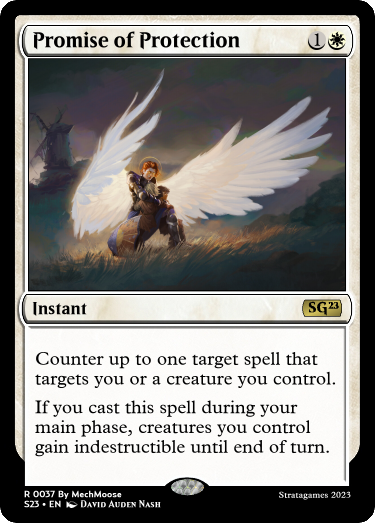 Promise of Protection 1
Instant SG23
Counter up to one target spell that
targets you or a creature you control.
If you cast this spell during your
main phase, creatures you control
gain indestructible until end of turn.
R 0037 By MechMoose Stratagames 2023
S23 • EN David Auden Nash